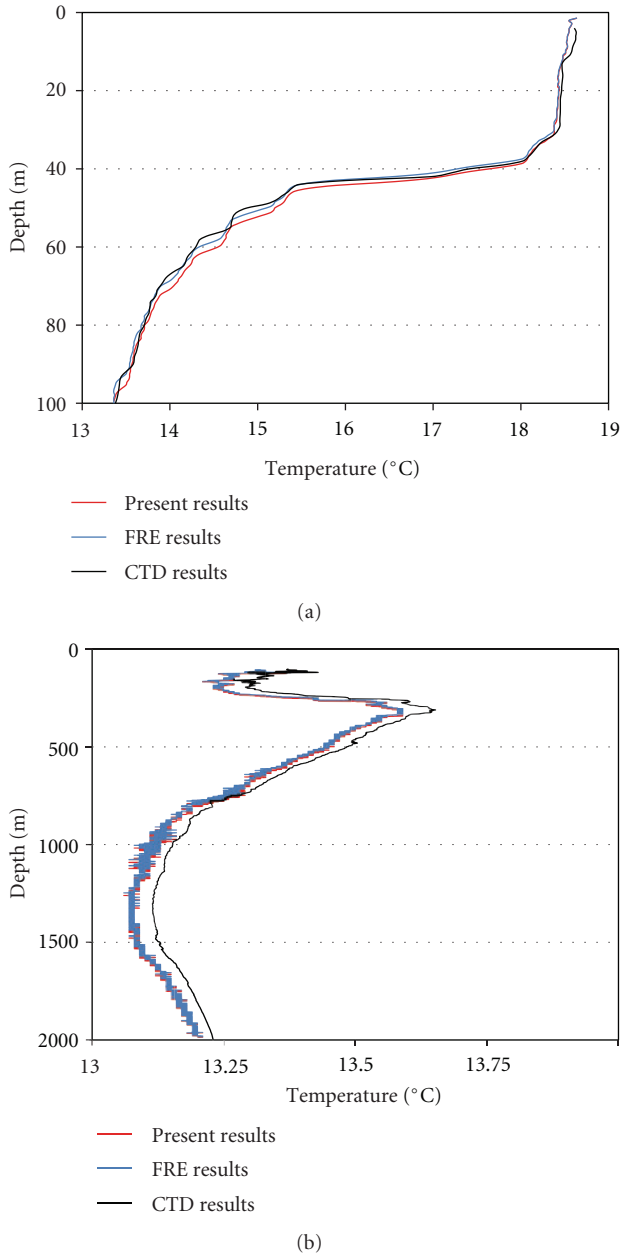 0
20
40
60
80
100
Depth (m)
13 14 15 16 17 18 19
Temperature (°C)
Present results
FRE results
CTD results
(a)
0
500
1000
1500
2000
Depth (m)
13 13.25 13.5 13.75
Temperature (°C)
Present results
FRE results
CTD results
(b)